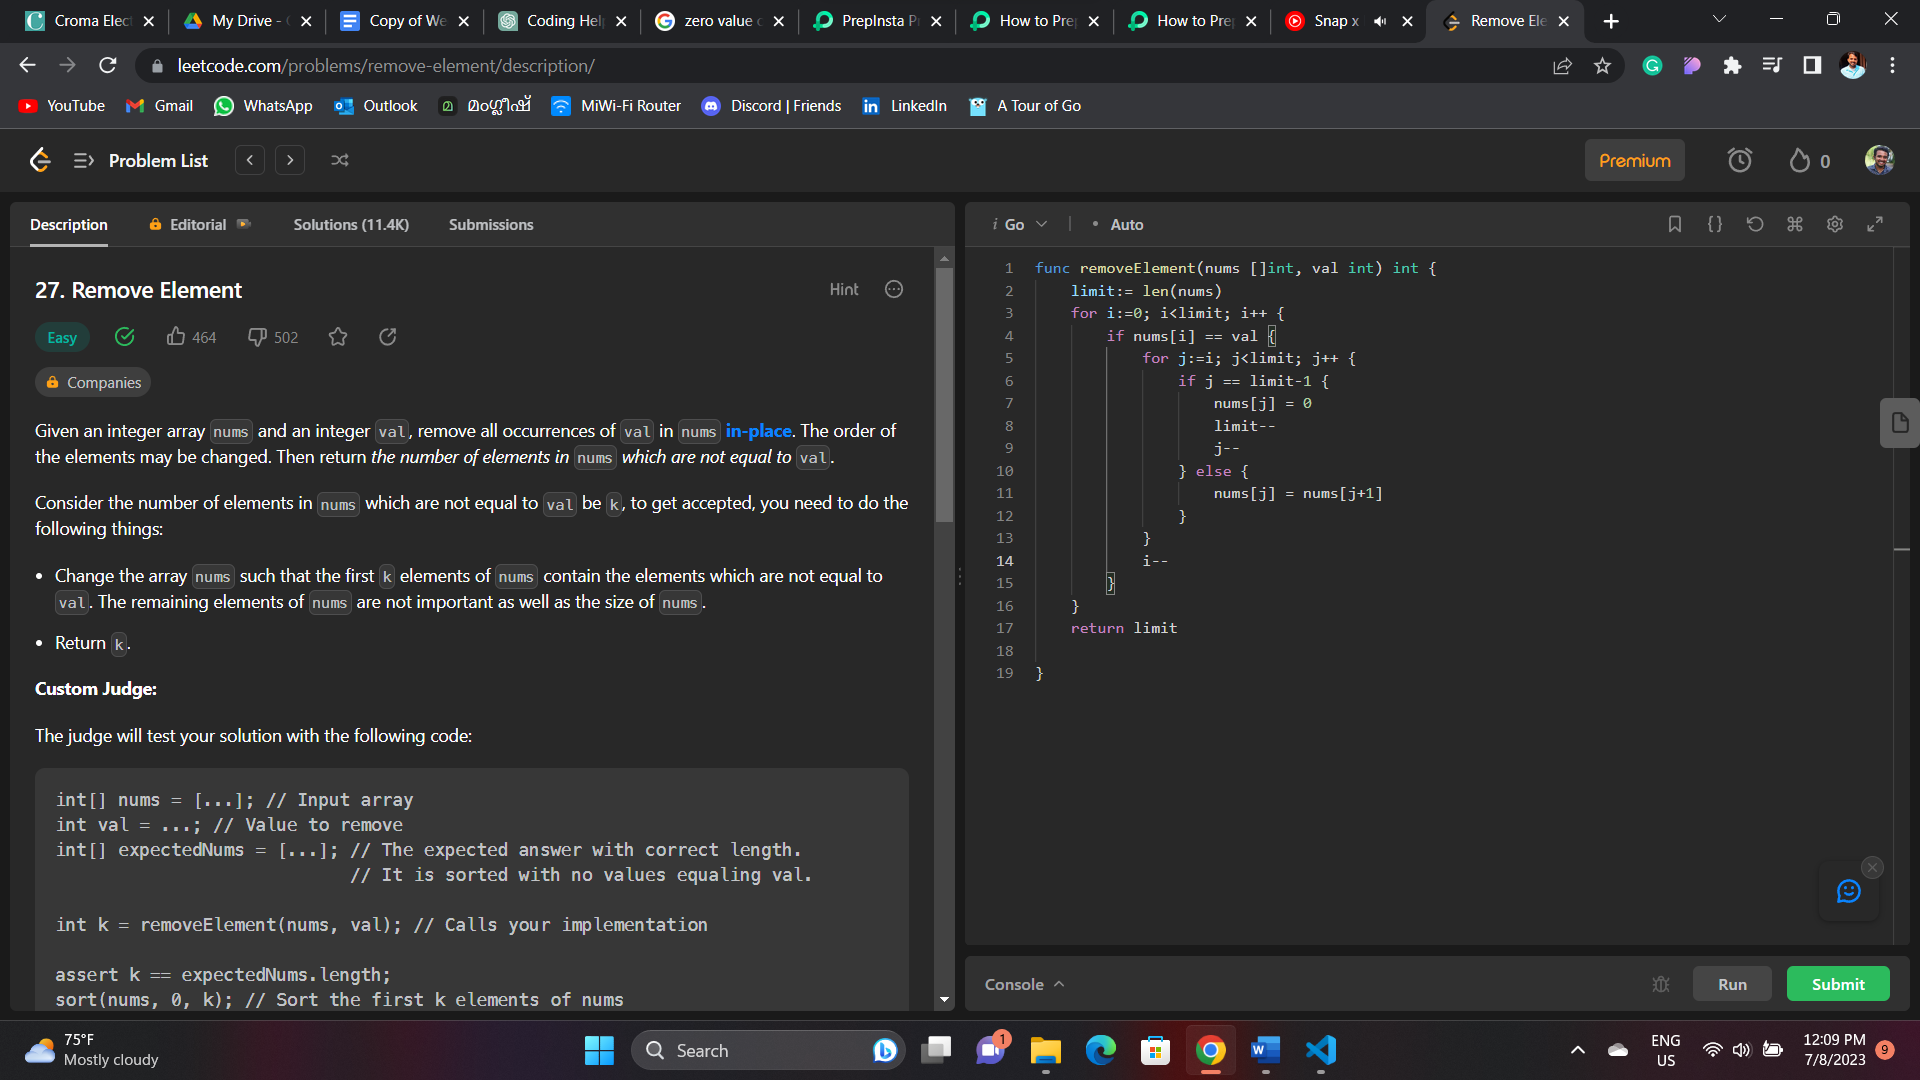 Croma Elect
My Drive -
Copy of We
Coding Hel
zero value
PrepInsta P
How to Pre
How to Pre
Snap x
Remove Ele
leetcode.com/problems/remove-element/description/
YouTube
Gmail
WhatsApp
Outlook
മംഗ്ലീഷ്
MiWi-Fi Router
Discord | Friends
LinkedIn
A Tour of Go
Problem List
Premium
0
Description
Editorial
Solutions (11.4K)
Submissions
27. Remove Element
Hint
Easy
464
502
Companies
Given an integer array nums and an integer val, remove all occurrences of val in nums in-place. The order of
the elements may be changed. Then return the number of elements in nums which are not equal to val.
Consider the number of elements in nums which are not equal to val be k, to get accepted, you need to do the
following things:
• Change the array nums such that the first k elements of nums contain the elements which are not equal to
val. The remaining elements of nums are not important as well as the size of nums.
• Return k.
Custom Judge:
The judge will test your solution with the following code:
int[] nums = [...]; // Input array
int val = ...; // Value to remove
int[] expectedNums = [...]; // The expected answer with correct length.
// It is sorted with no values equaling val.
int k = removeElement(nums, val); // Calls your implementation
assert k == expectedNums.length;
sort(nums, 0, k); // Sort the first k elements of nums
i Go
• Auto
1 func removeElement(nums []int, val int) int {
2 limit:= len(nums)
3 for i:=0; i<limit; i++ {
4 if nums[i] == val {
5 for j:=i; j<limit; j++ {
6 if j == limit-1 {
7 nums[j] = 0
8 limit--
9 j--
10 } else {
11 nums[j] = nums[j+1]
12 }
13 }
14 i--
15 }
16 }
17 return limit
18
19 }
Console
Run
Submit
75°F
Mostly cloudy
Search
1
ENG
US
12:09 PM
7/8/2023
9